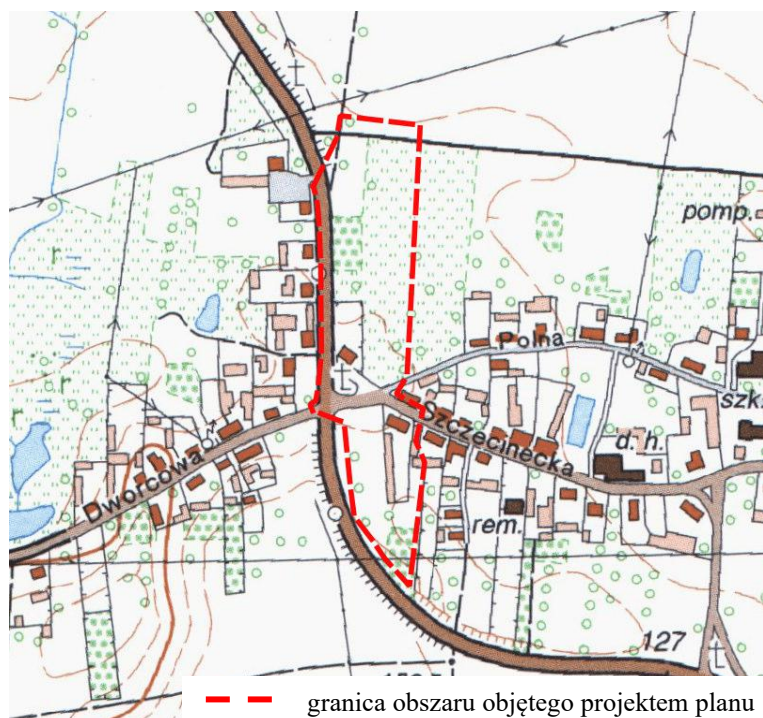 pomp.
Polna
szk.
Szczecinecka
d. h.
Dworcowa
rem.
127
granica obszaru objętego projektem planu